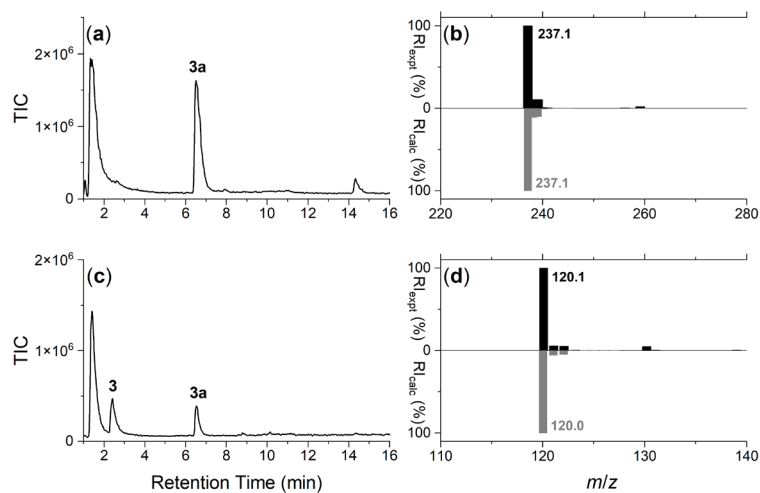 (a)
3a
TIC
2×10⁶
1×10⁶
0
2 4 6 8 10 12 14 16
(b)
237.1
RIexpt (%)
RIcalc (%)
100
0
100
237.1
220 240 260 280
(c)
3
3a
TIC
2×10⁶
1×10⁶
0
2 4 6 8 10 12 14 16
Retention Time (min)
(d)
120.1
RIexpt (%)
RIcalc (%)
100
0
100
120.0
110 120 130 140
m/z